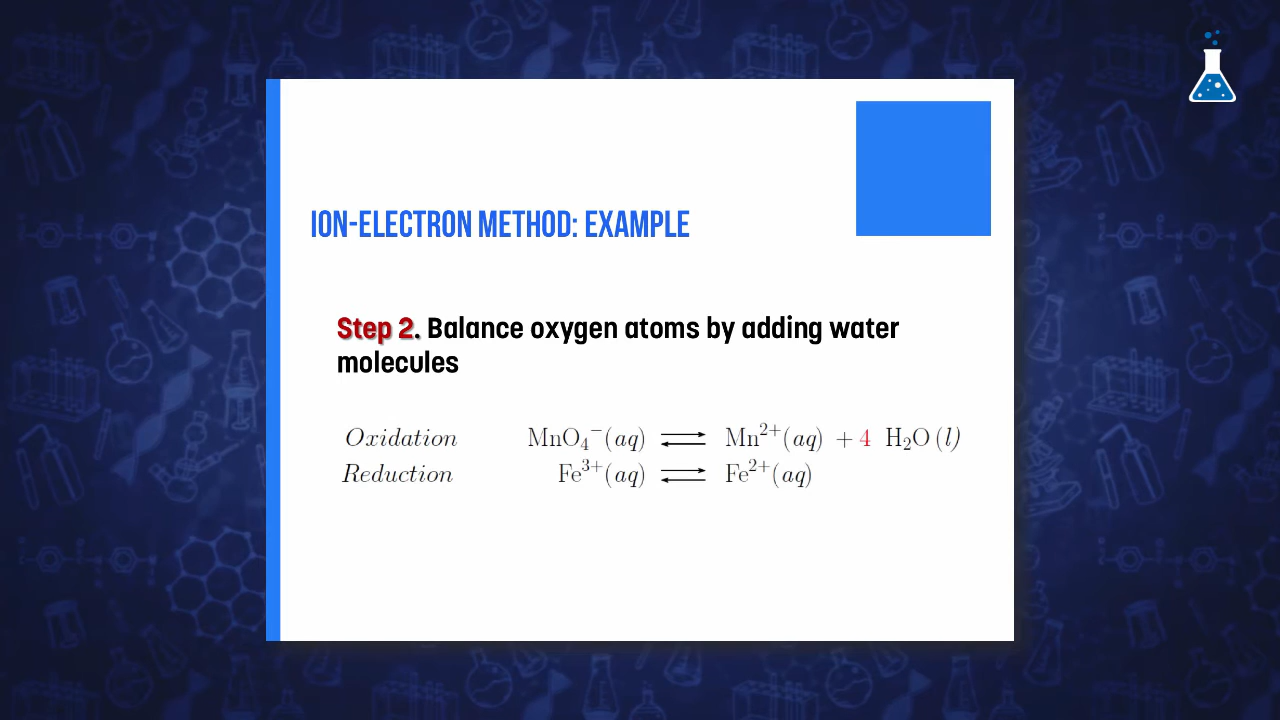 ION-ELECTRON METHOD: EXAMPLE
Step 2. Balance oxygen atoms by adding water
molecules
Oxidation MnO₄⁻(aq) ⇌ Mn²⁺(aq) + 4 H₂O(l)
Reduction Fe³⁺(aq) ⇌ Fe²⁺(aq)